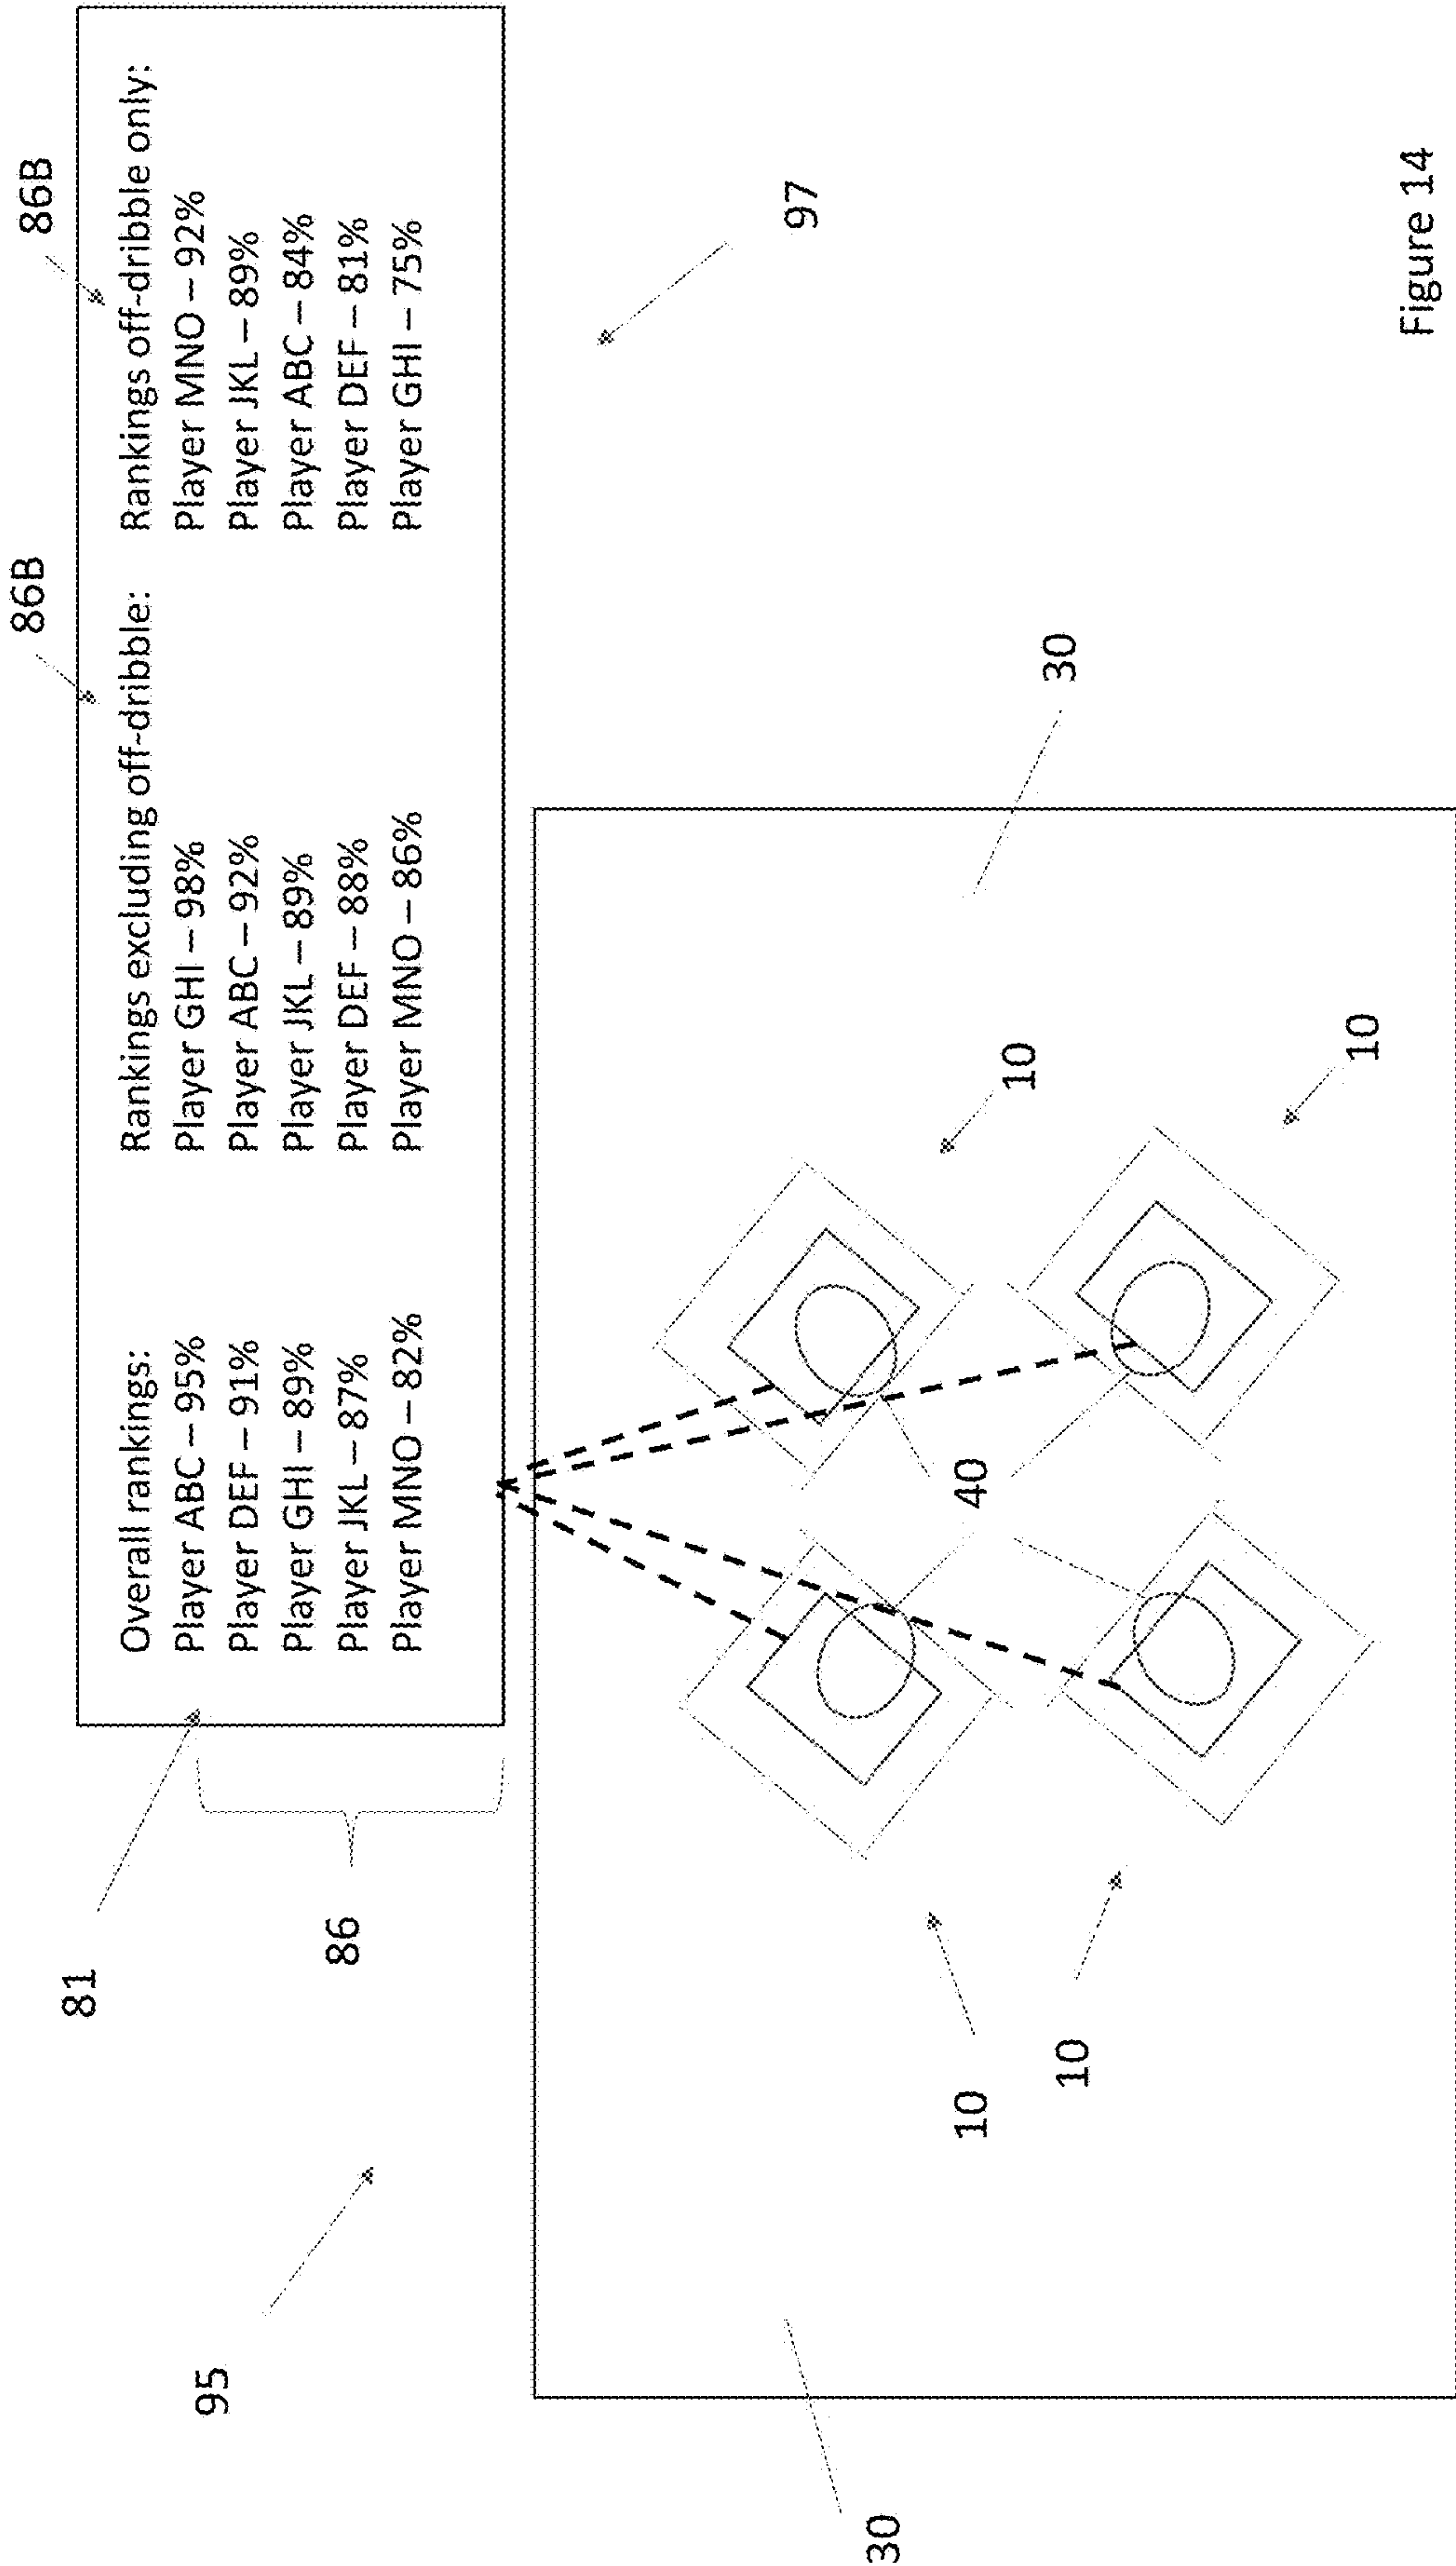 86B
86B
Overall rankings:
Player ABC – 95%
Player DEF – 91%
Player GHI – 89%
Player JKL – 87%
Player MNO – 82%
Rankings excluding off-dribble:
Player GHI – 98%
Player ABC – 92%
Player JKL – 89%
Player DEF – 88%
Player MNO – 86%
Rankings off-dribble only:
Player MNO – 92%
Player JKL – 89%
Player ABC – 84%
Player DEF – 81%
Player GHI – 75%
81
86
95
97
30
30
10
10
10
10
40
Figure 14